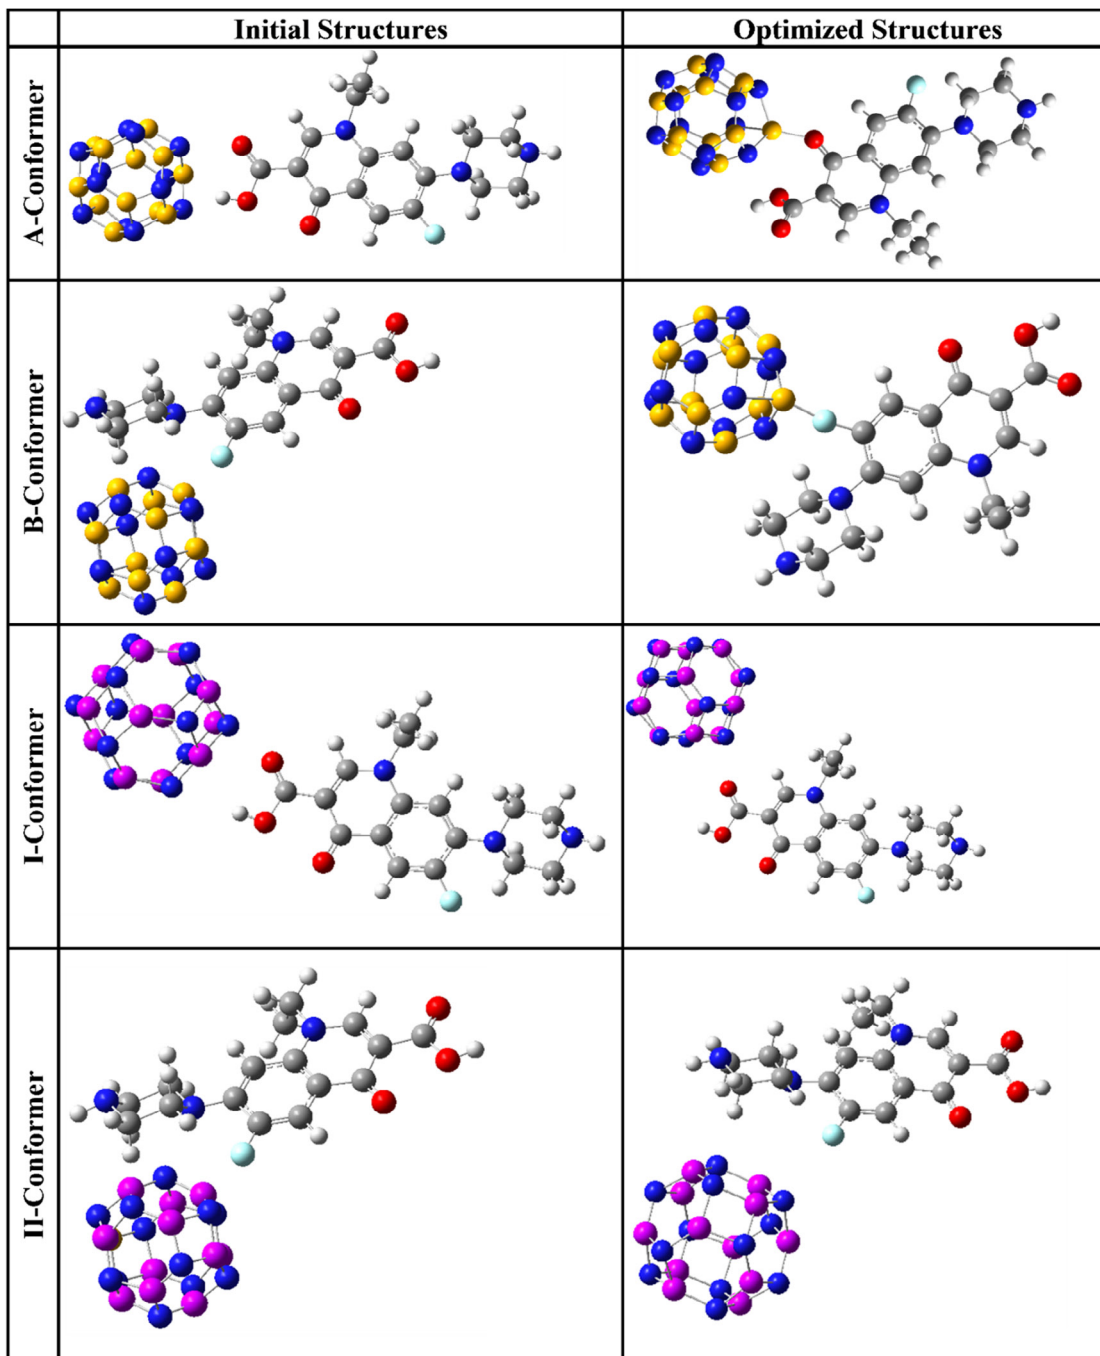 Initial Structures
Optimized Structures
A-Conformer
B-Conformer
I-Conformer
II-Conformer